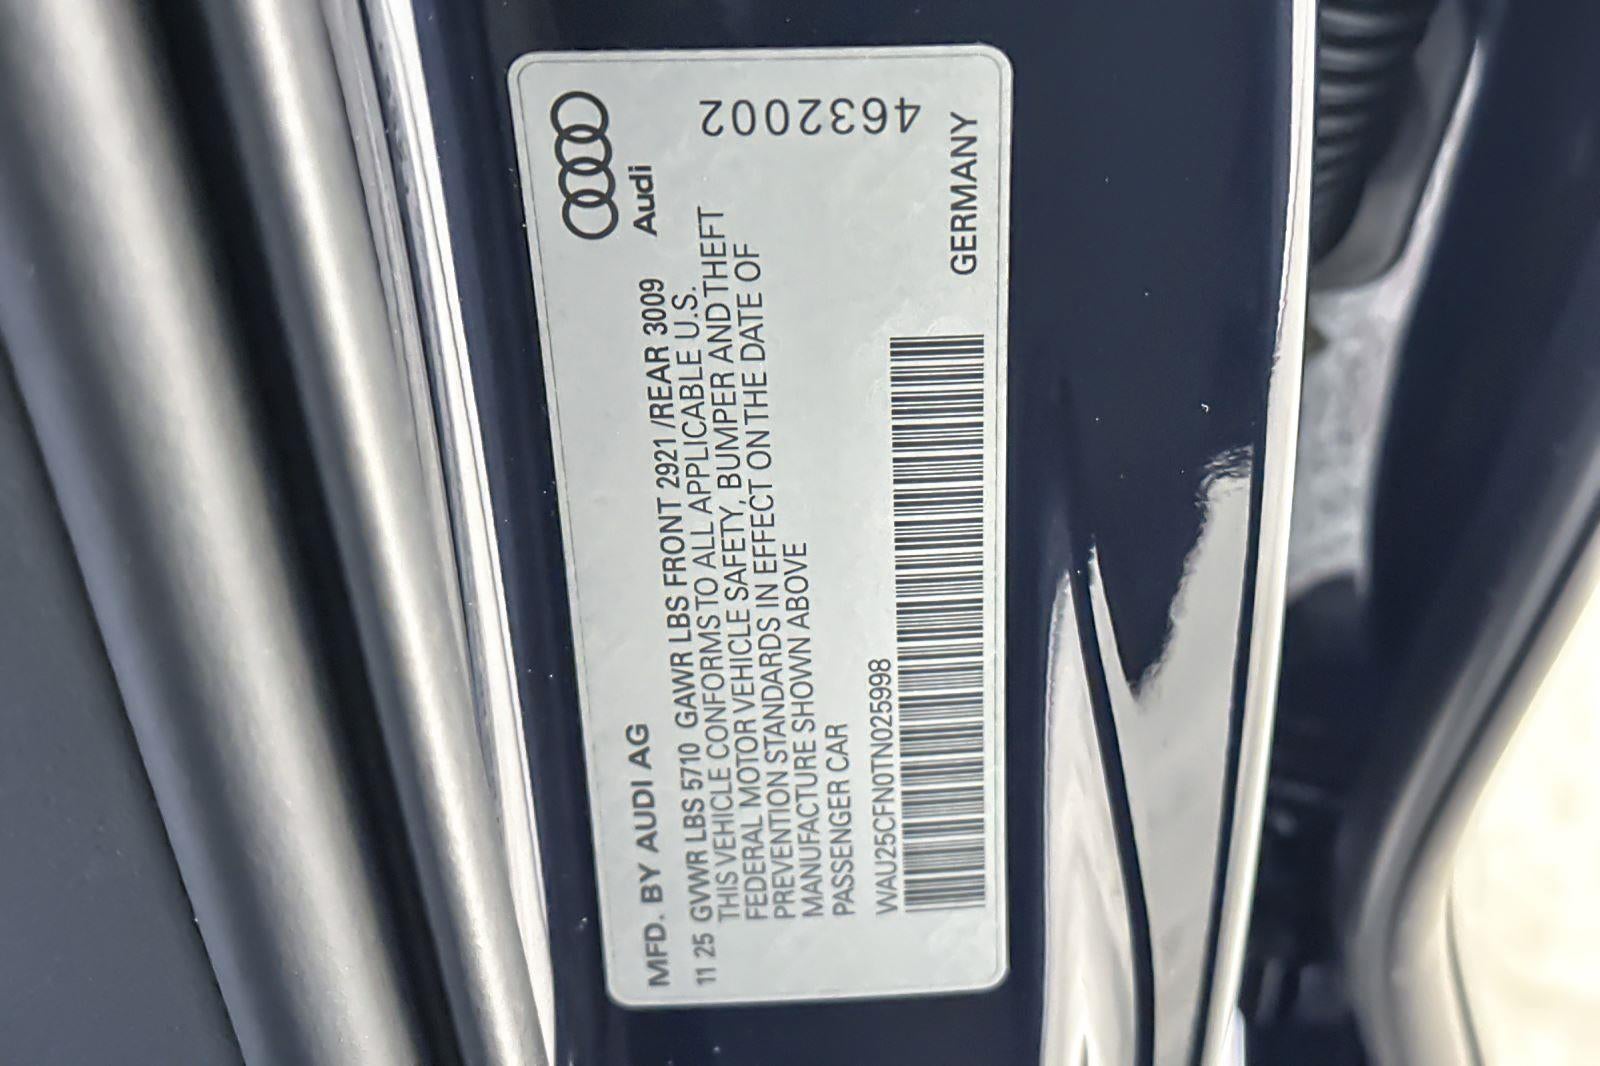 Audi
MFD. BY AUDI AG
11 25 GVWR LBS 5710 GAWR LBS FRONT 2921 /REAR 3009
THIS VEHICLE CONFORMS TO ALL APPLICABLE U.S.
FEDERAL MOTOR VEHICLE SAFETY, BUMPER AND THEFT
PREVENTION STANDARDS IN EFFECT ON THE DATE OF
MANUFACTURE SHOWN ABOVE
PASSENGER CAR
WAU25CFN0TN025998
GERMANY
4632002